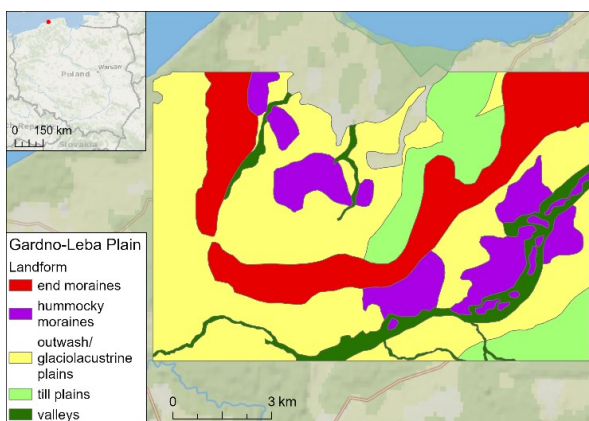 Poland
Warsaw
Slovakia
0 150 km
Gardno-Leba Plain
Landform
end moraines
hummocky
moraines
outwash/
glaciolacustrine
plains
till plains
valleys
0 3 km